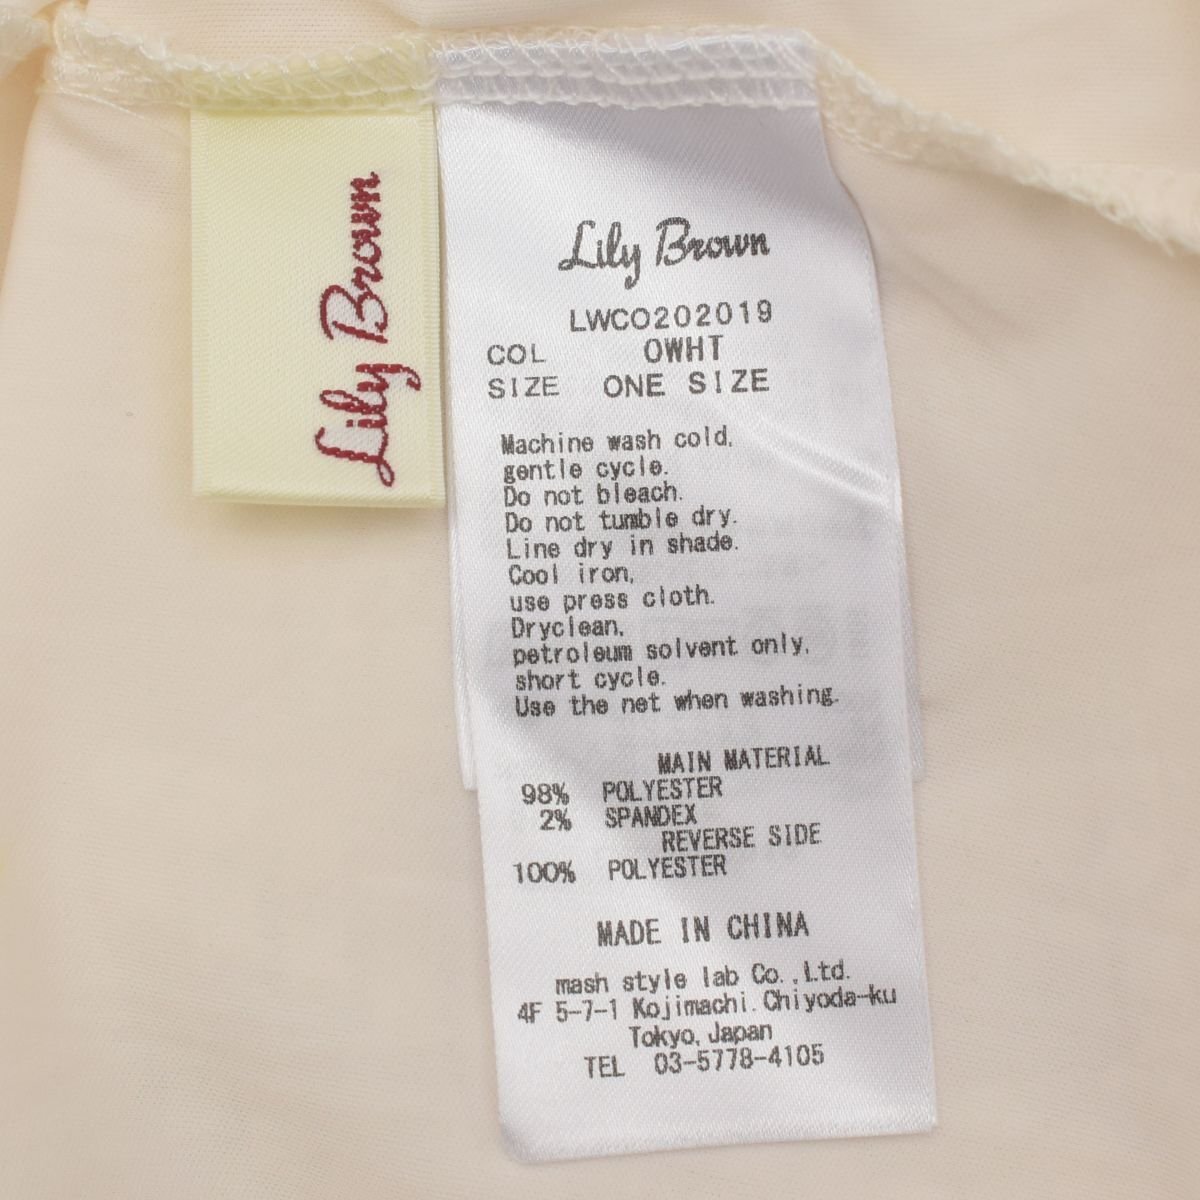 Lily Brown
Lily Brown
LWCO202019
COL OWHT
SIZE ONE SIZE
Machine wash cold,
gentle cycle.
Do not bleach.
Do not tumble dry.
Line dry in shade.
Cool iron,
use press cloth.
Dryclean,
petroleum solvent only,
short cycle.
Use the net when washing.
MAIN MATERIAL
98% POLYESTER
2% SPANDEX
REVERSE SIDE
100% POLYESTER
MADE IN CHINA
mash style lab Co.,Ltd.
4F 5-7-1 Kojimachi.Chiyoda-ku
Tokyo,Japan
TEL 03-5778-4105